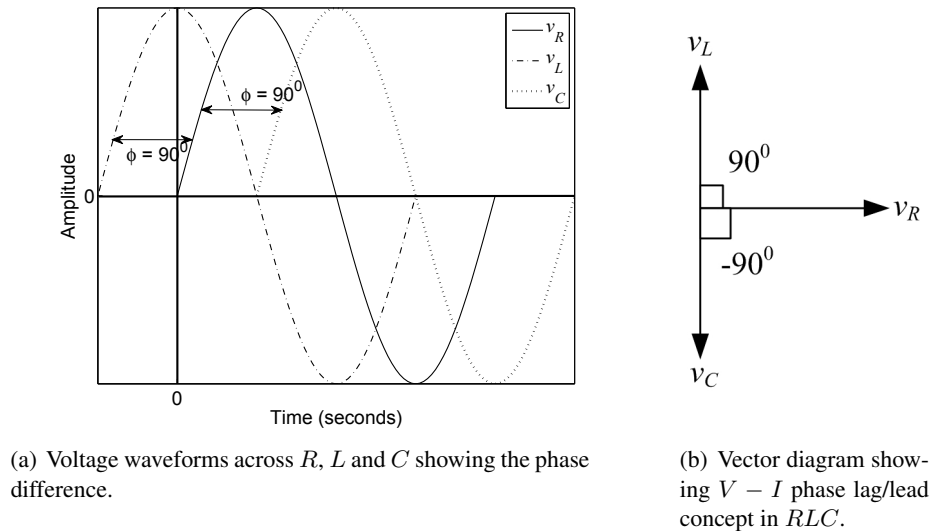 v_R
v_L
v_C
ϕ = 90⁰
ϕ = 90⁰
Amplitude
0
0
Time (seconds)
(a) Voltage waveforms across R, L and C showing the phase
difference.
v_L
90⁰
v_R
-90⁰
v_C
(b) Vector diagram show-
ing V − I phase lag/lead
concept in RLC.